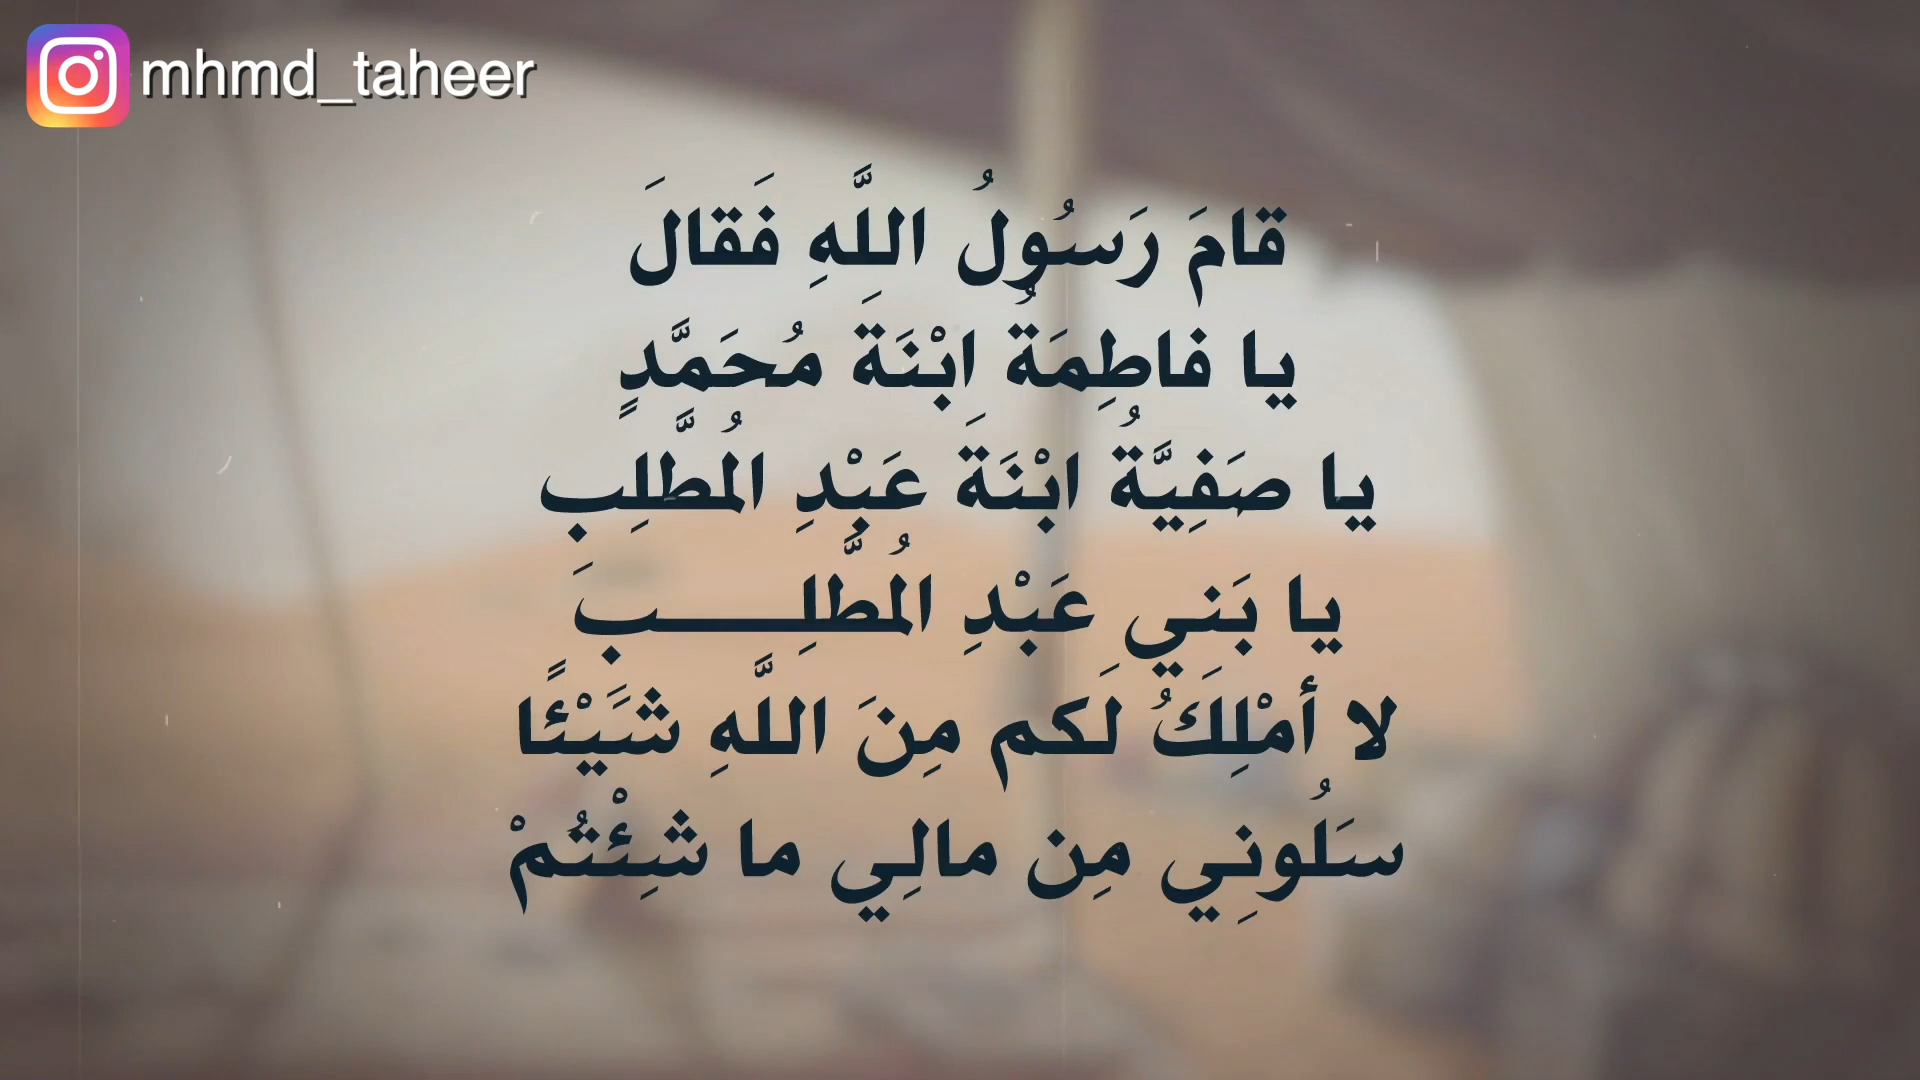 mhmd_taheer
قامَ رَسُولُ اللَّهِ فَقالَ
يا فاطِمَةُ اِبْنَةَ مُحَمَّدٍ
يا صَفِيَّةُ ابْنَةَ عَبْدِ المُطَّلِبِ
يا بَنِي عَبْدِ المُطَّلِـــــبِ
لا أمْلِكُ لَكم مِنَ اللَّهِ شَيْئًا
سَلُونِي مِن مالِي ما شِئْتُمْ